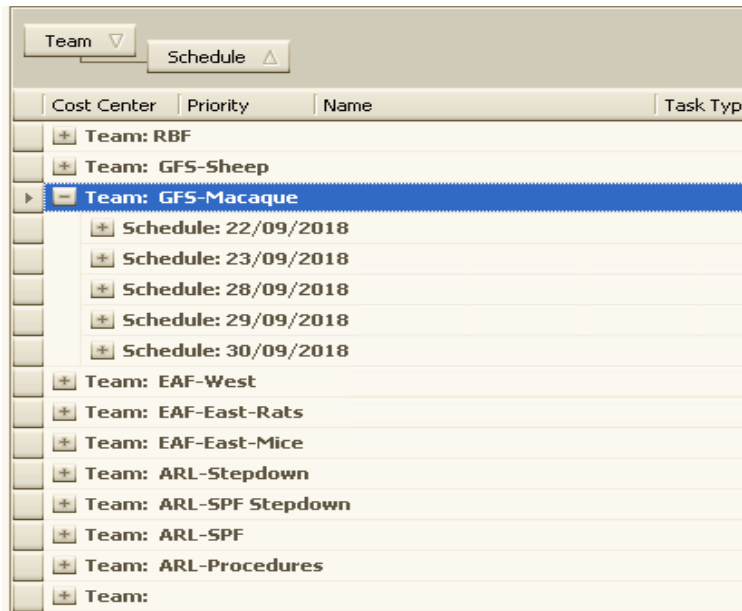 Team
Schedule
Cost Center Priority Name Task Typ
Team: RBF
Team: GFS-Sheep
Team: GFS-Macaque
Schedule: 22/09/2018
Schedule: 23/09/2018
Schedule: 28/09/2018
Schedule: 29/09/2018
Schedule: 30/09/2018
Team: EAF-West
Team: EAF-East-Rats
Team: EAF-East-Mice
Team: ARL-Stepdown
Team: ARL-SPF Stepdown
Team: ARL-SPF
Team: ARL-Procedures
Team: